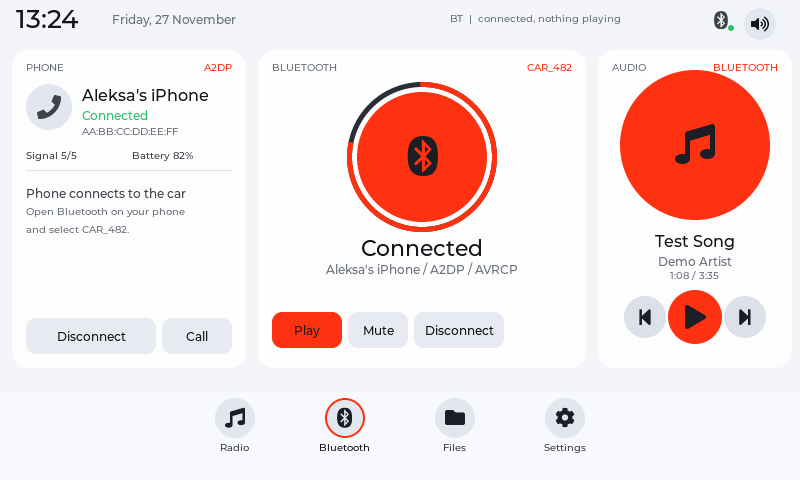 13:24
Friday, 27 November
BT | connected, nothing playing
PHONE
A2DP
Aleksa's iPhone
Connected
AA:BB:CC:DD:EE:FF
Signal 5/5
Battery 82%
Phone connects to the car
Open Bluetooth on your phone
and select CAR_482.
Disconnect
Call
BLUETOOTH
CAR_482
Connected
Aleksa's iPhone / A2DP / AVRCP
Play
Mute
Disconnect
AUDIO
BLUETOOTH
Test Song
Demo Artist
1:08 / 3:35
Radio
Bluetooth
Files
Settings